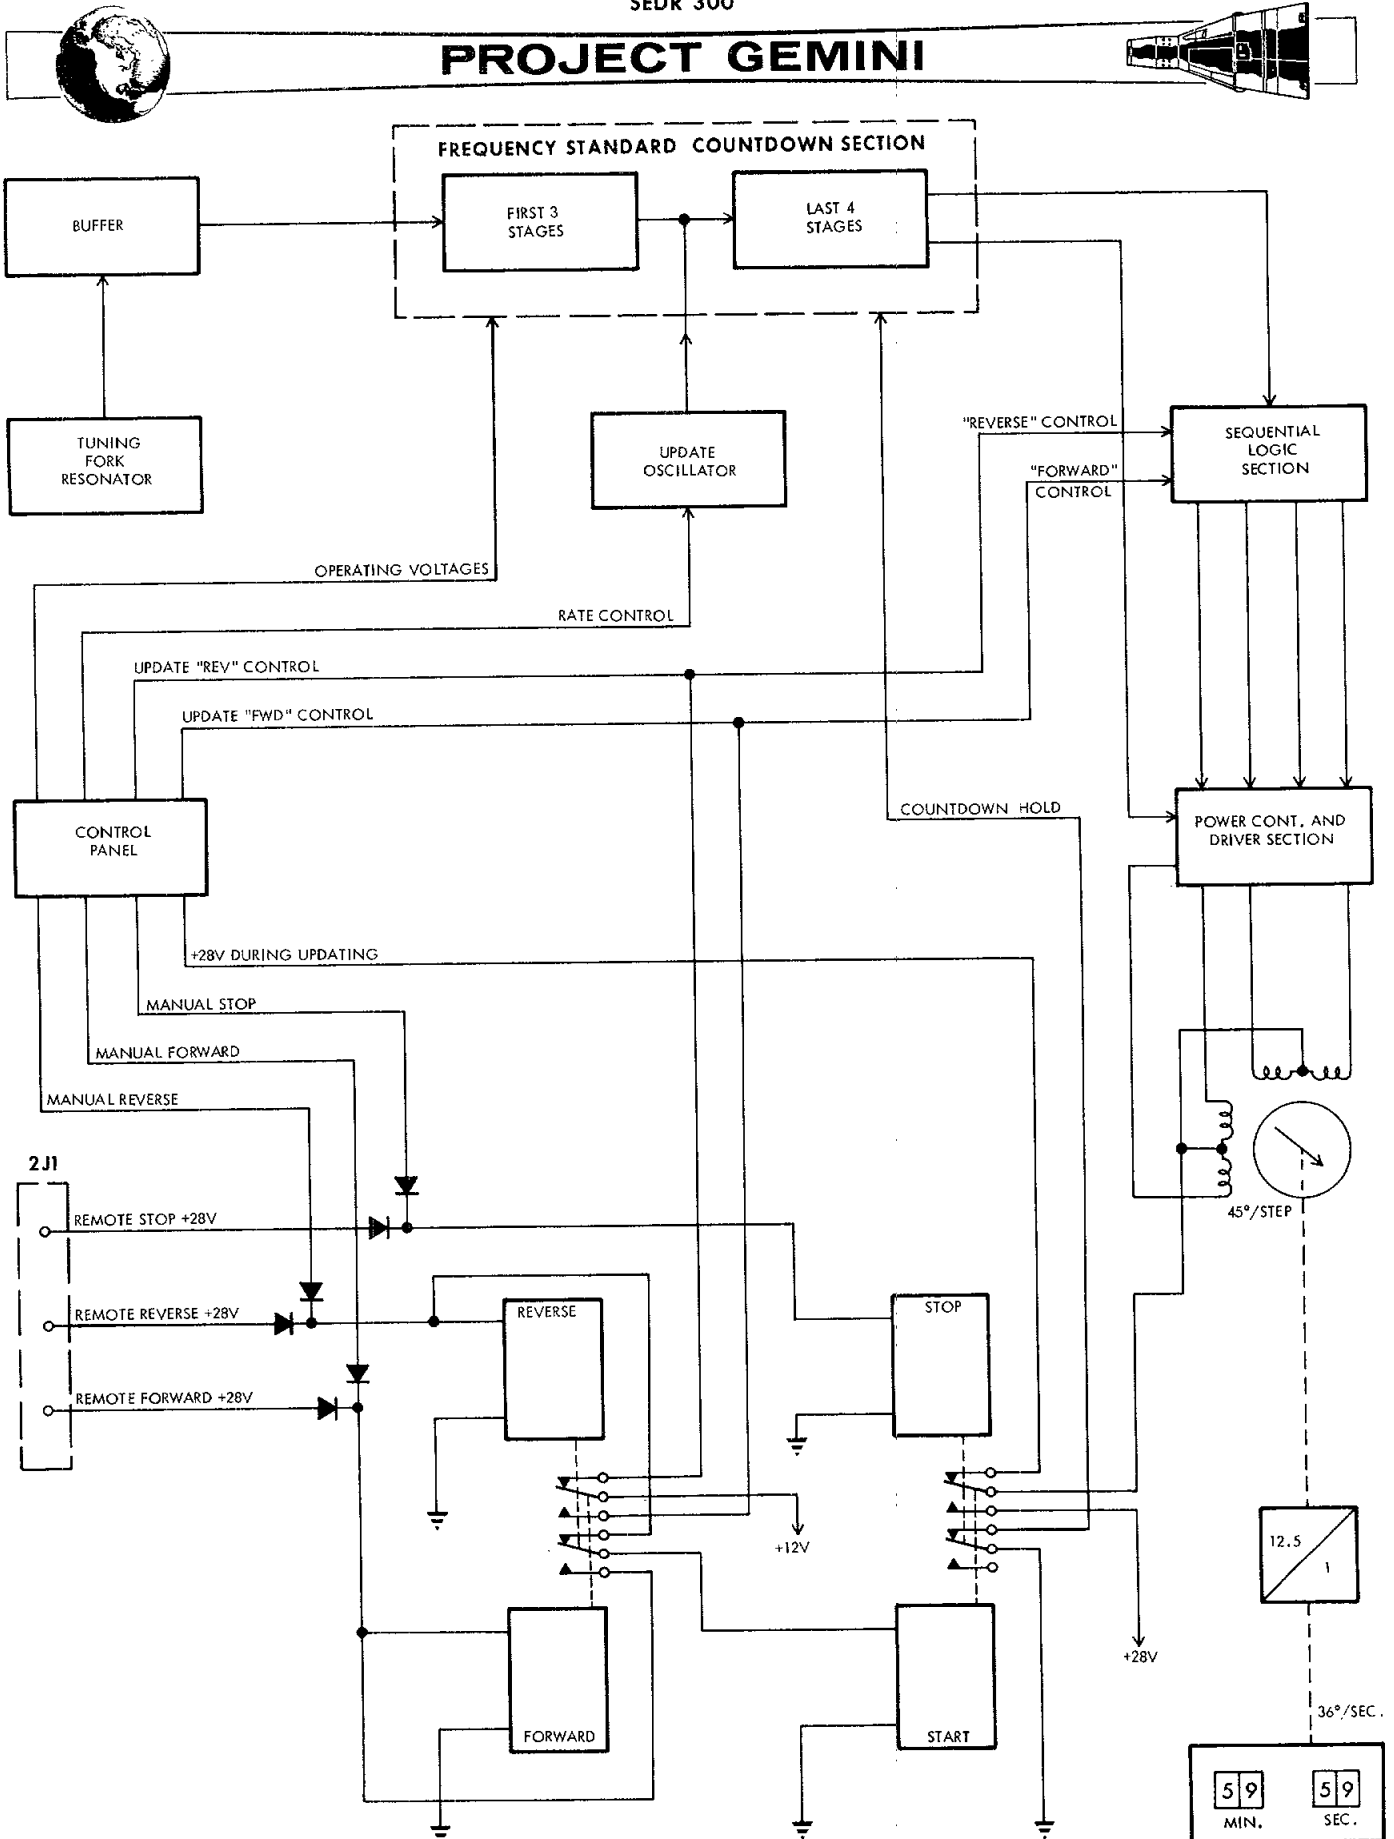 SEDR 300
PROJECT GEMINI
FREQUENCY STANDARD COUNTDOWN SECTION
BUFFER
FIRST 3
STAGES
LAST 4
STAGES
TUNING
FORK
RESONATOR
UPDATE
OSCILLATOR
"REVERSE" CONTROL
"FORWARD"
CONTROL
SEQUENTIAL
LOGIC
SECTION
OPERATING VOLTAGES
RATE CONTROL
UPDATE "REV" CONTROL
UPDATE "FWD" CONTROL
CONTROL
PANEL
COUNTDOWN HOLD
POWER CONT. AND
DRIVER SECTION
+28V DURING UPDATING
MANUAL STOP
MANUAL FORWARD
MANUAL REVERSE
2J1
REMOTE STOP +28V
45°/STEP
REMOTE REVERSE +28V
REVERSE
STOP
REMOTE FORWARD +28V
+12V
12.5
1
+28V
FORWARD
START
36°/SEC.
59
59
MIN.
SEC.